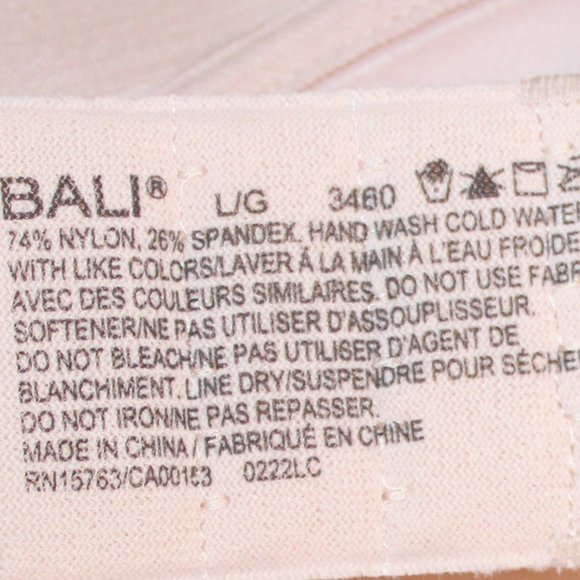 BALI® L/G 3460
74% NYLON, 26% SPANDEX. HAND WASH COLD WATER
WITH LIKE COLORS/LAVER À LA MAIN À L'EAU FROIDE
AVEC DES COULEURS SIMILAIRES. DO NOT USE FABR
SOFTENER/NE PAS UTILISER D'ASSOUPLISSEUR.
DO NOT BLEACH/NE PAS UTILISER D'AGENT DE
BLANCHIMENT. LINE DRY/SUSPENDRE POUR SÉCHE
DO NOT IRON/NE PAS REPASSER.
MADE IN CHINA / FABRIQUÉ EN CHINE
RN15763/CA00153 0222LC